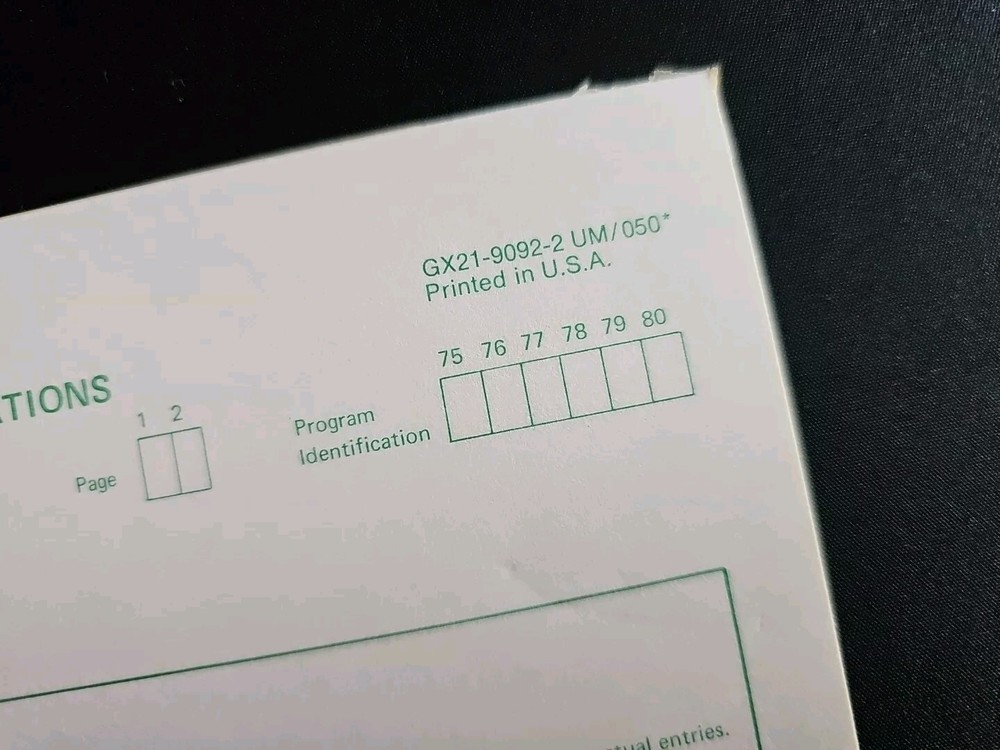 GX21-9092-2 UM/050*
Printed in U.S.A.
75 76 77 78 79 80
TIONS
1 2
Program
Identification
Page
entries.